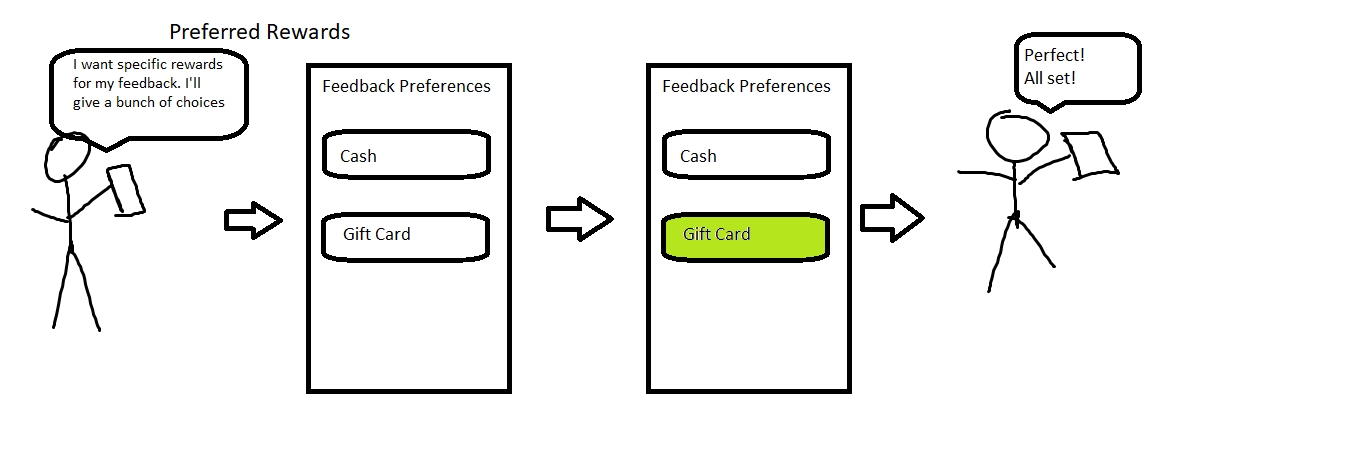 Preferred Rewards
I want specific rewards
for my feedback. I'll
give a bunch of choices
Feedback Preferences
Cash
Gift Card
Feedback Preferences
Cash
Gift Card
Perfect!
All set!